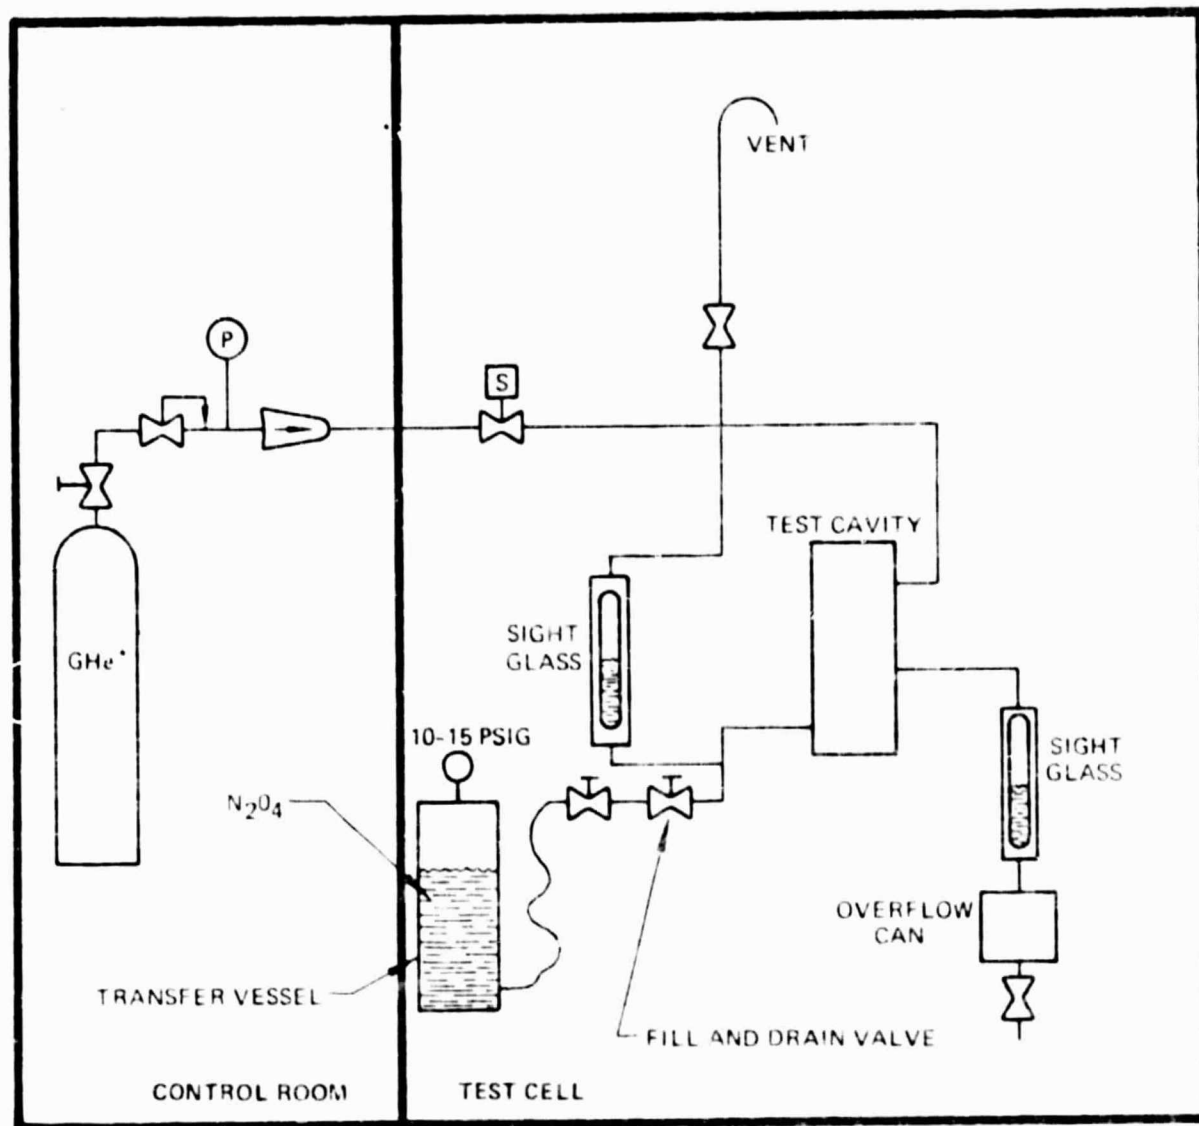 VENT
P
S
TEST CAVITY
SIGHT
GLASS
GHe*
10-15 PSIG
SIGHT
GLASS
N₂O₄
OVERFLOW
CAN
TRANSFER VESSEL
FILL AND DRAIN VALVE
CONTROL ROOM
TEST CELL